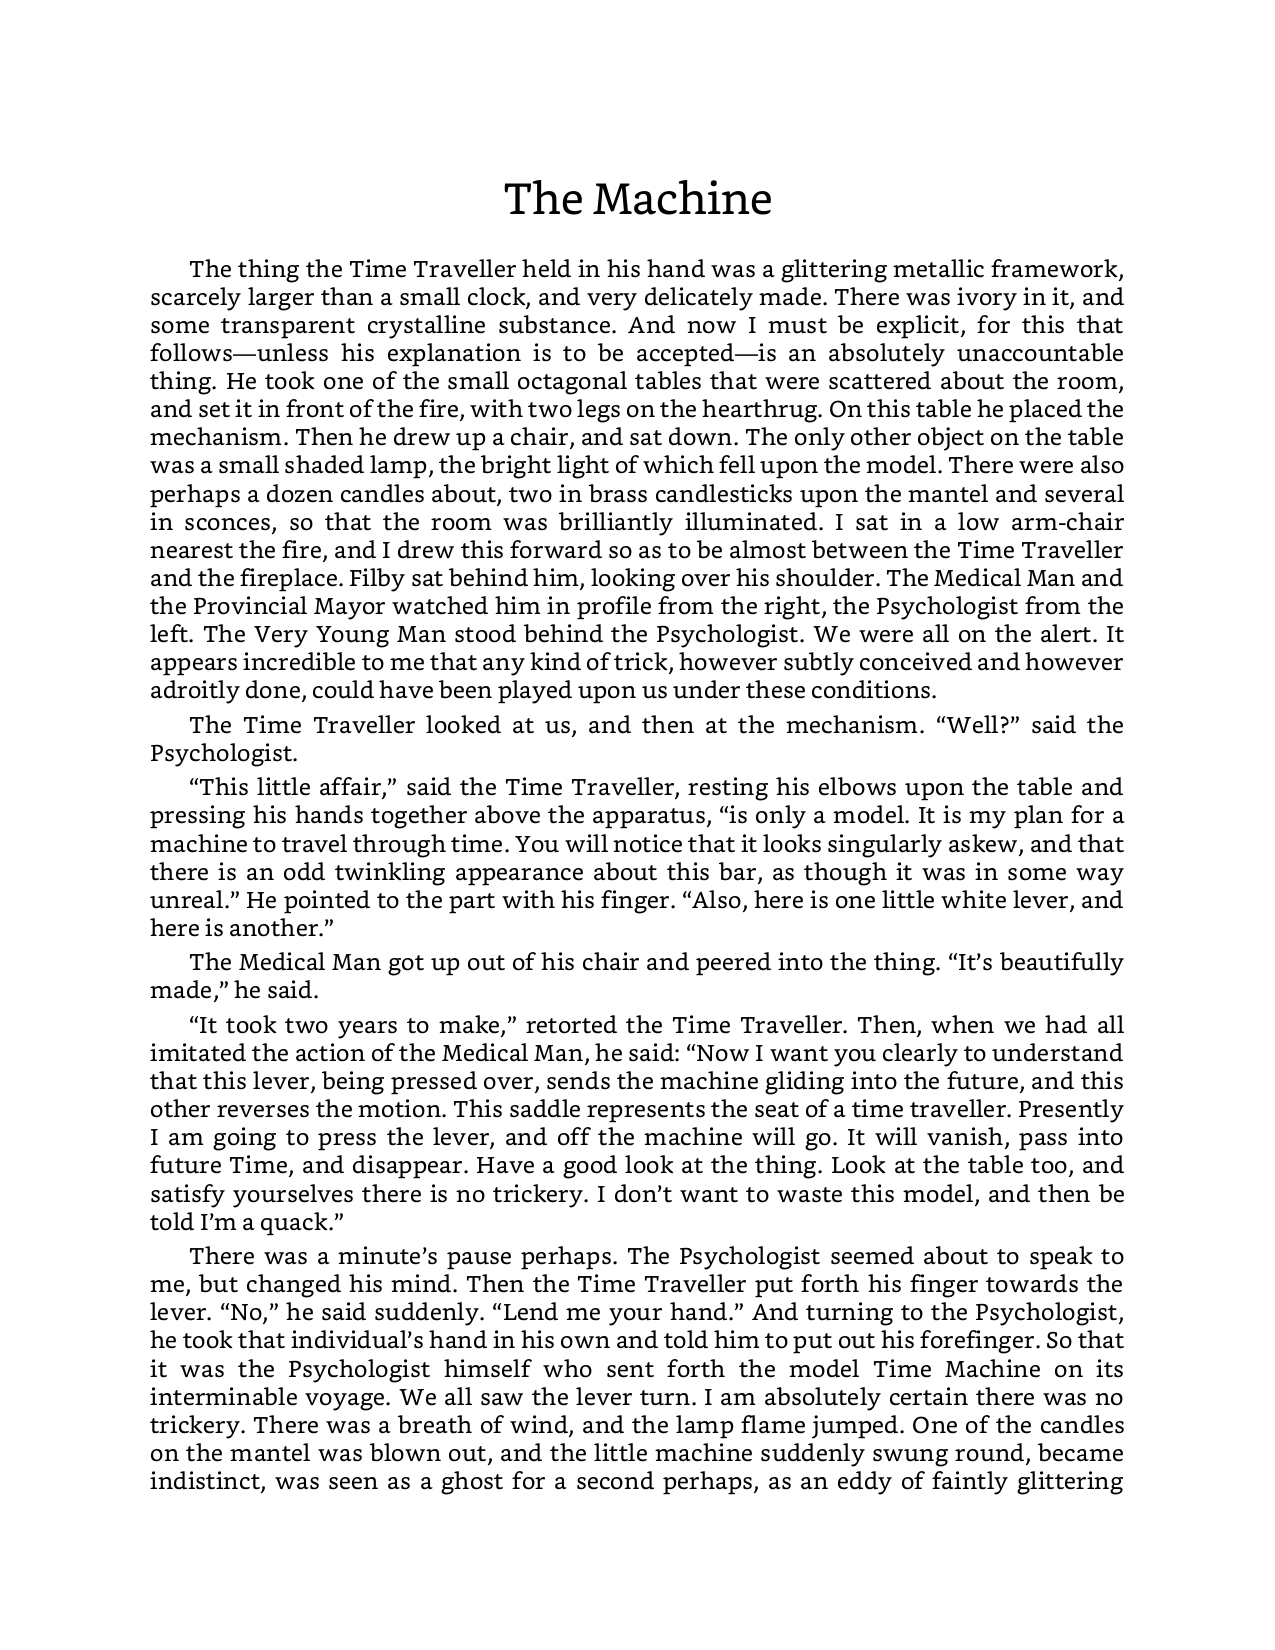 The Machine
The thing the Time Traveller held in his hand was a glittering metallic framework,
scarcely larger than a small clock, and very delicately made. There was ivory in it, and
some transparent crystalline substance. And now I must be explicit, for this that
follows—unless his explanation is to be accepted—is an absolutely unaccountable
thing. He took one of the small octagonal tables that were scattered about the room,
and set it in front of the fire, with two legs on the hearthrug. On this table he placed the
mechanism. Then he drew up a chair, and sat down. The only other object on the table
was a small shaded lamp, the bright light of which fell upon the model. There were also
perhaps a dozen candles about, two in brass candlesticks upon the mantel and several
in sconces, so that the room was brilliantly illuminated. I sat in a low arm-chair
nearest the fire, and I drew this forward so as to be almost between the Time Traveller
and the fireplace. Filby sat behind him, looking over his shoulder. The Medical Man and
the Provincial Mayor watched him in profile from the right, the Psychologist from the
left. The Very Young Man stood behind the Psychologist. We were all on the alert. It
appears incredible to me that any kind of trick, however subtly conceived and however
adroitly done, could have been played upon us under these conditions.
The Time Traveller looked at us, and then at the mechanism. “Well?” said the
Psychologist.
“This little affair,” said the Time Traveller, resting his elbows upon the table and
pressing his hands together above the apparatus, “is only a model. It is my plan for a
machine to travel through time. You will notice that it looks singularly askew, and that
there is an odd twinkling appearance about this bar, as though it was in some way
unreal.” He pointed to the part with his finger. “Also, here is one little white lever, and
here is another.”
The Medical Man got up out of his chair and peered into the thing. “It’s beautifully
made,” he said.
“It took two years to make,” retorted the Time Traveller. Then, when we had all
imitated the action of the Medical Man, he said: “Now I want you clearly to understand
that this lever, being pressed over, sends the machine gliding into the future, and this
other reverses the motion. This saddle represents the seat of a time traveller. Presently
I am going to press the lever, and off the machine will go. It will vanish, pass into
future Time, and disappear. Have a good look at the thing. Look at the table too, and
satisfy yourselves there is no trickery. I don’t want to waste this model, and then be
told I’m a quack.”
There was a minute’s pause perhaps. The Psychologist seemed about to speak to
me, but changed his mind. Then the Time Traveller put forth his finger towards the
lever. “No,” he said suddenly. “Lend me your hand.” And turning to the Psychologist,
he took that individual’s hand in his own and told him to put out his forefinger. So that
it was the Psychologist himself who sent forth the model Time Machine on its
interminable voyage. We all saw the lever turn. I am absolutely certain there was no
trickery. There was a breath of wind, and the lamp flame jumped. One of the candles
on the mantel was blown out, and the little machine suddenly swung round, became
indistinct, was seen as a ghost for a second perhaps, as an eddy of faintly glittering